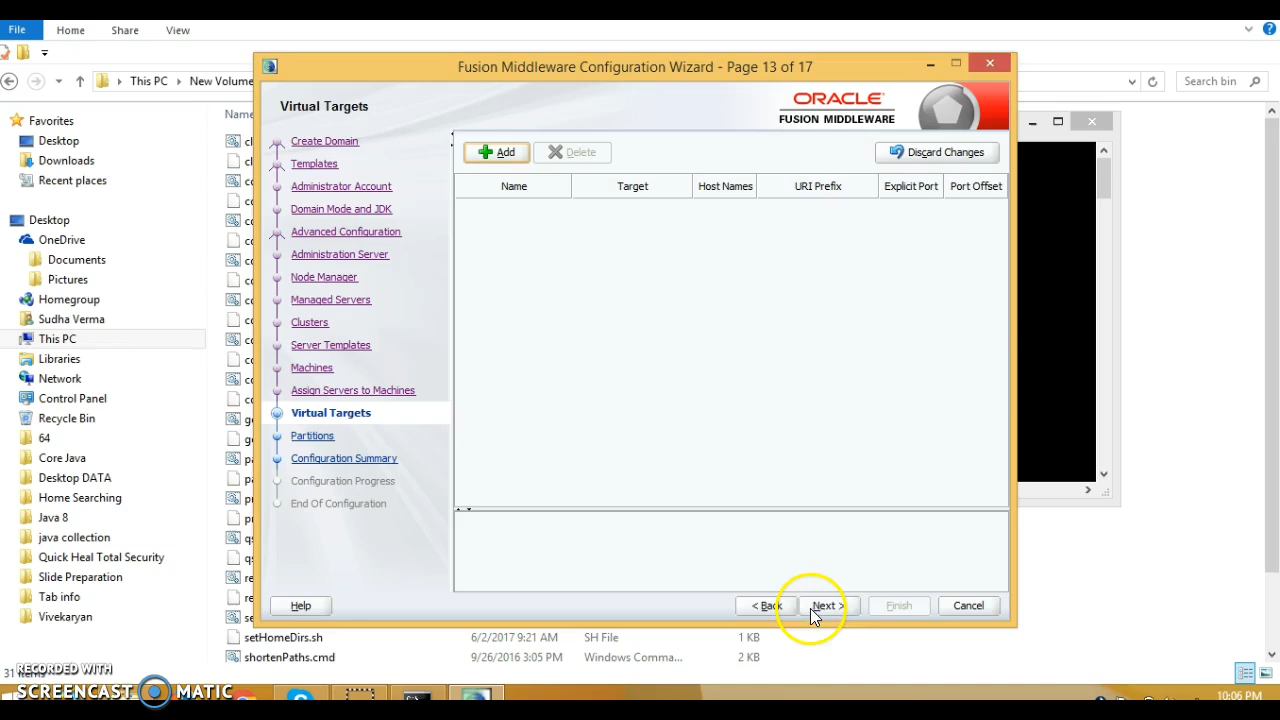 File Home Share View
Fusion Middleware Configuration Wizard - Page 13 of 17
This PC New Volume
Search bin
Virtual Targets
ORACLE
FUSION MIDDLEWARE
Name
Favorites
Desktop
Downloads
Recent places
Desktop
OneDrive
Documents
Pictures
Homegroup
Sudha Verma
This PC
Libraries
Network
Control Panel
Recycle Bin
64
Core Java
Desktop DATA
Home Searching
Java 8
java collection
Quick Heal Total Security
Slide Preparation
Tab info
Vivekaryan
Create Domain
Templates
Administrator Account
Domain Mode and JDK
Advanced Configuration
Administration Server
Node Manager
Managed Servers
Clusters
Server Templates
Machines
Assign Servers to Machines
Virtual Targets
Partitions
Configuration Summary
Configuration Progress
End Of Configuration
Add Delete Discard Changes
Name Target Host Names URI Prefix Explicit Port Port Offset
Help < Back Next > Finish Cancel
setHomeDirs.sh 6/2/2017 9:21 AM SH File 1 KB
shortenPaths.cmd 9/26/2016 3:05 PM Windows Comma... 2 KB
31 items
RECORDED WITH
SCREENCAST MATIC
10:06 PM